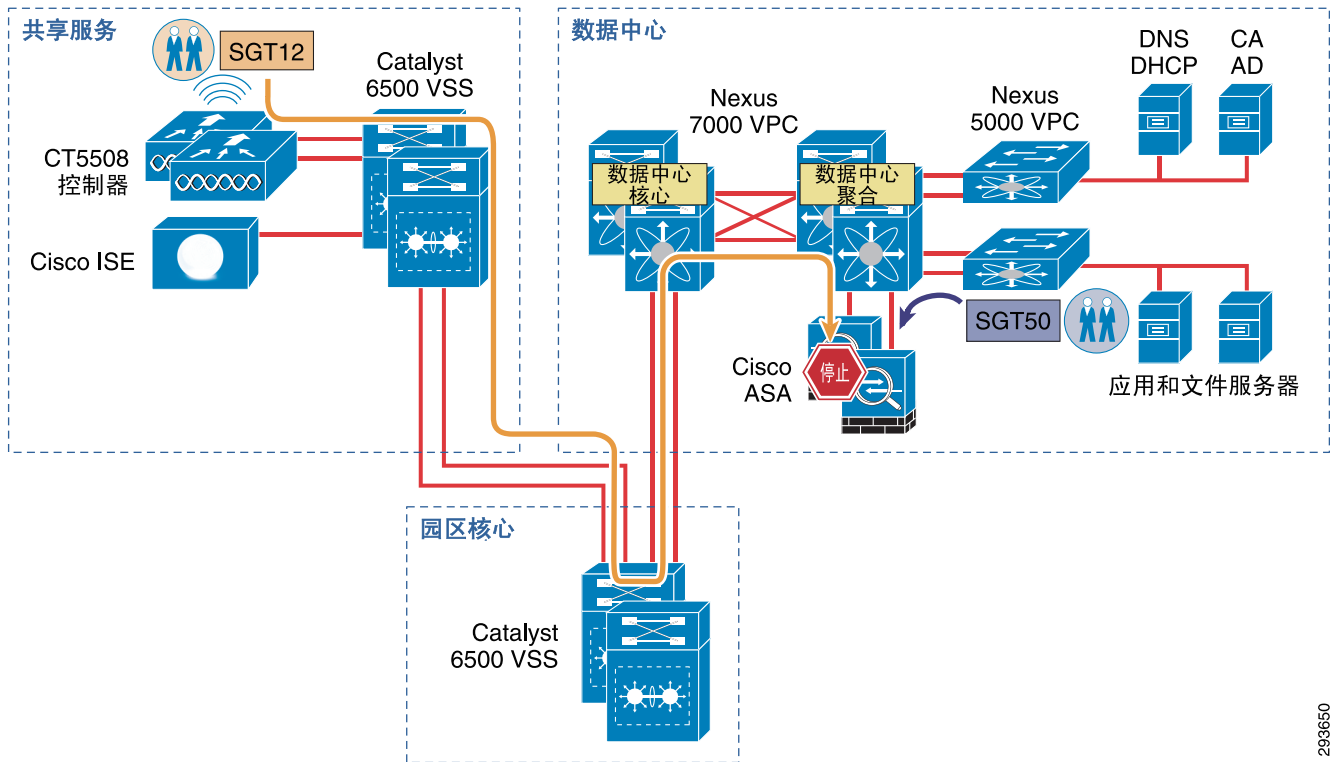 共享服务
SGT12
Catalyst
6500 VSS
CT5508
控制器
Cisco ISE
数据中心
Nexus
7000 VPC
数据中心
核心
数据中心
聚合
Nexus
5000 VPC
DNS
DHCP
CA
AD
SGT50
Cisco
ASA
停止
应用和文件服务器
园区核心
Catalyst
6500 VSS
293650